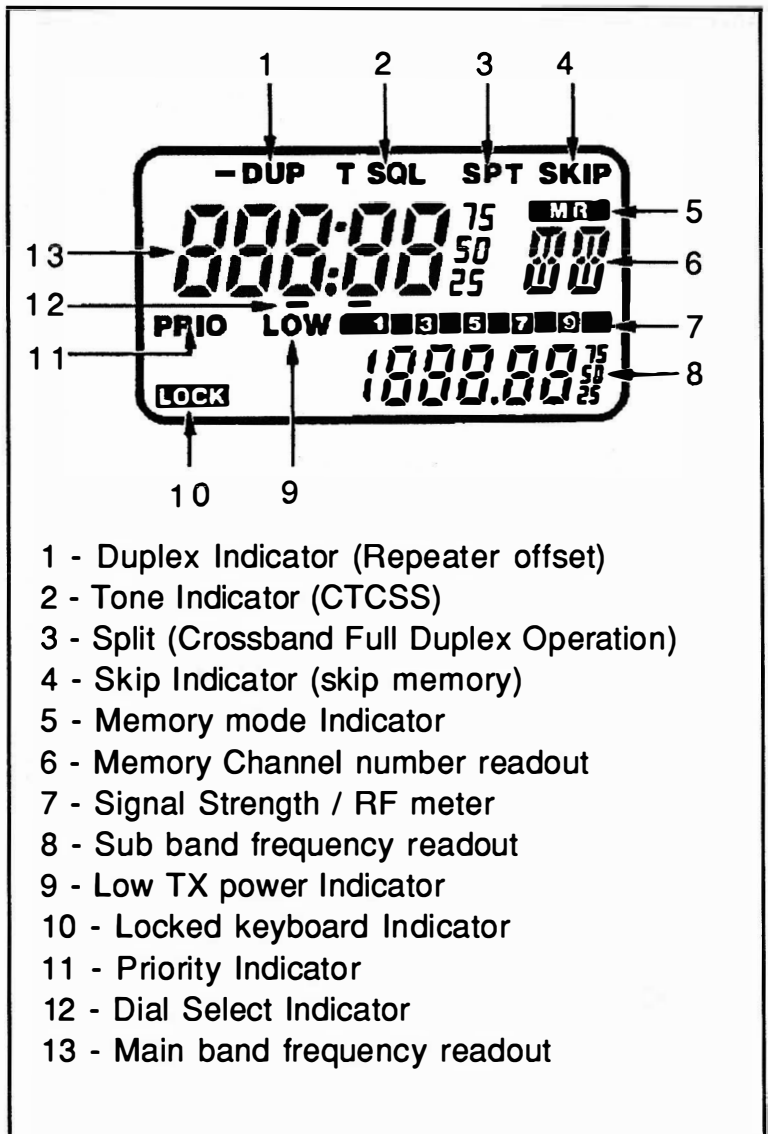 1 2 3 4
-DUP T SQL SPT SKIP
MR 5
13 888:88 75 50 25 6
12
PRIO LOW 1 3 5 7 9 7
11
1888.88 75 50 25 8
LOCK
10 9
1 - Duplex Indicator (Repeater offset)
2 - Tone Indicator (CTCSS)
3 - Split (Crossband Full Duplex Operation)
4 - Skip Indicator (skip memory)
5 - Memory mode Indicator
6 - Memory Channel number readout
7 - Signal Strength / RF meter
8 - Sub band frequency readout
9 - Low TX power Indicator
10 - Locked keyboard Indicator
11 - Priority Indicator
12 - Dial Select Indicator
13 - Main band frequency readout